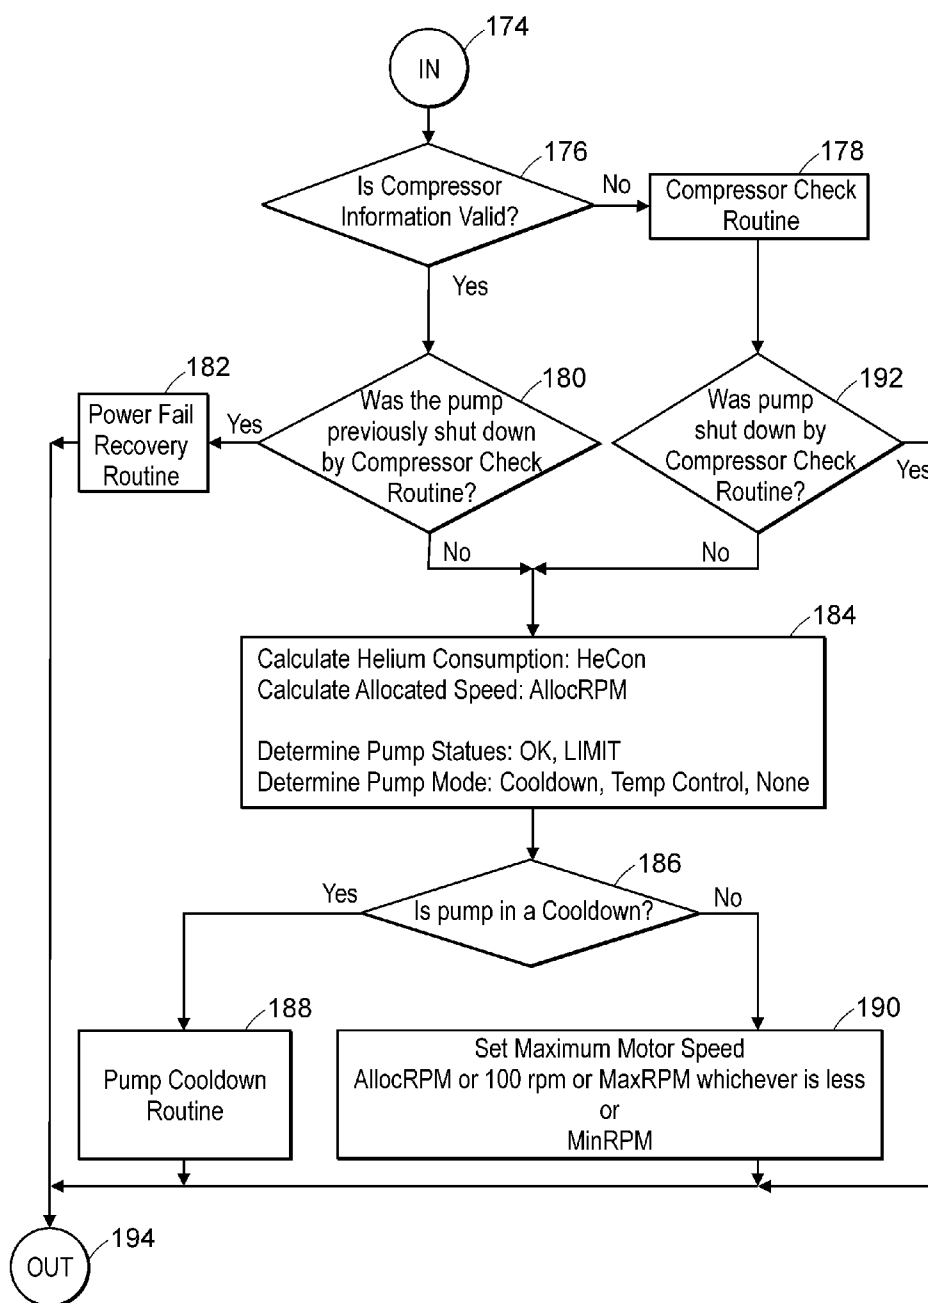 174
IN
176
178
Is Compressor
Information Valid?
No
Compressor Check
Routine
Yes
182
180
192
Power Fail
Recovery
Routine
Yes
Was the pump
previously shut down
by Compressor Check
Routine?
Was pump
shut down by
Compressor Check
Routine?
Yes
No
No
184
Calculate Helium Consumption: HeCon
Calculate Allocated Speed: AllocRPM
Determine Pump Statues: OK, LIMIT
Determine Pump Mode: Cooldown, Temp Control, None
186
Yes
Is pump in a Cooldown?
No
188
190
Pump Cooldown
Routine
Set Maximum Motor Speed
AllocRPM or 100 rpm or MaxRPM whichever is less
or
MinRPM
194
OUT